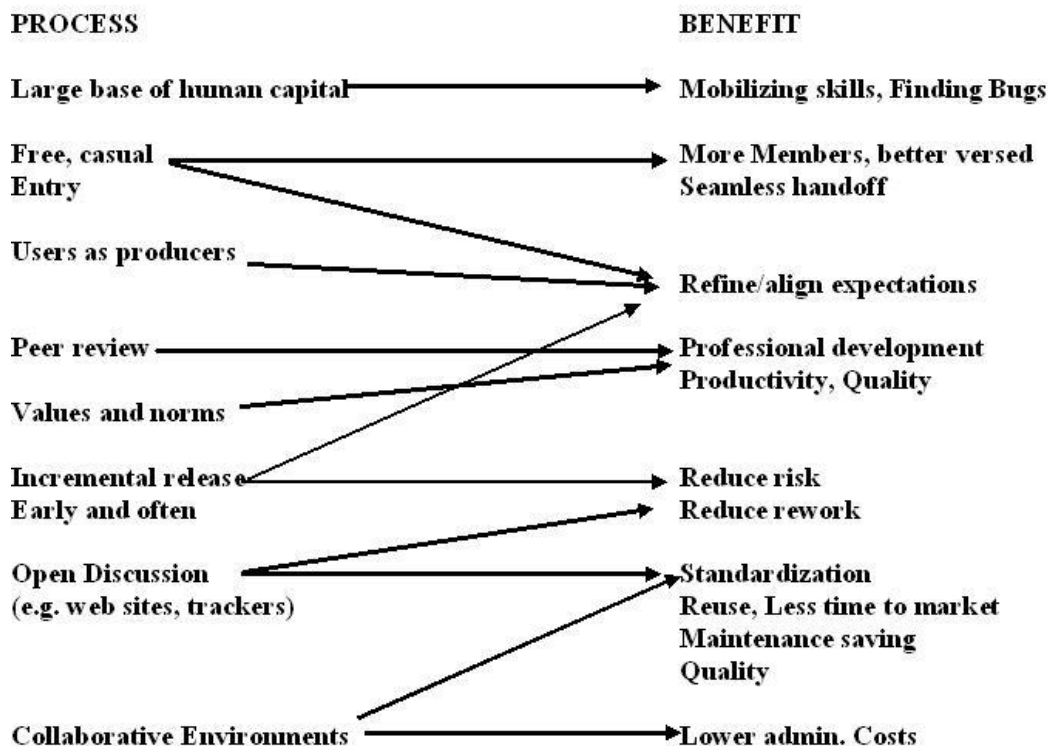 PROCESS
BENEFIT
Large base of human capital
Mobilizing skills, Finding Bugs
Free, casual
Entry
More Members, better versed
Seamless handoff
Users as producers
Refine/align expectations
Peer review
Professional development
Productivity, Quality
Values and norms
Incremental release
Early and often
Reduce risk
Reduce rework
Open Discussion
(e.g. web sites, trackers)
Standardization
Reuse, Less time to market
Maintenance saving
Quality
Collaborative Environments
Lower admin. Costs